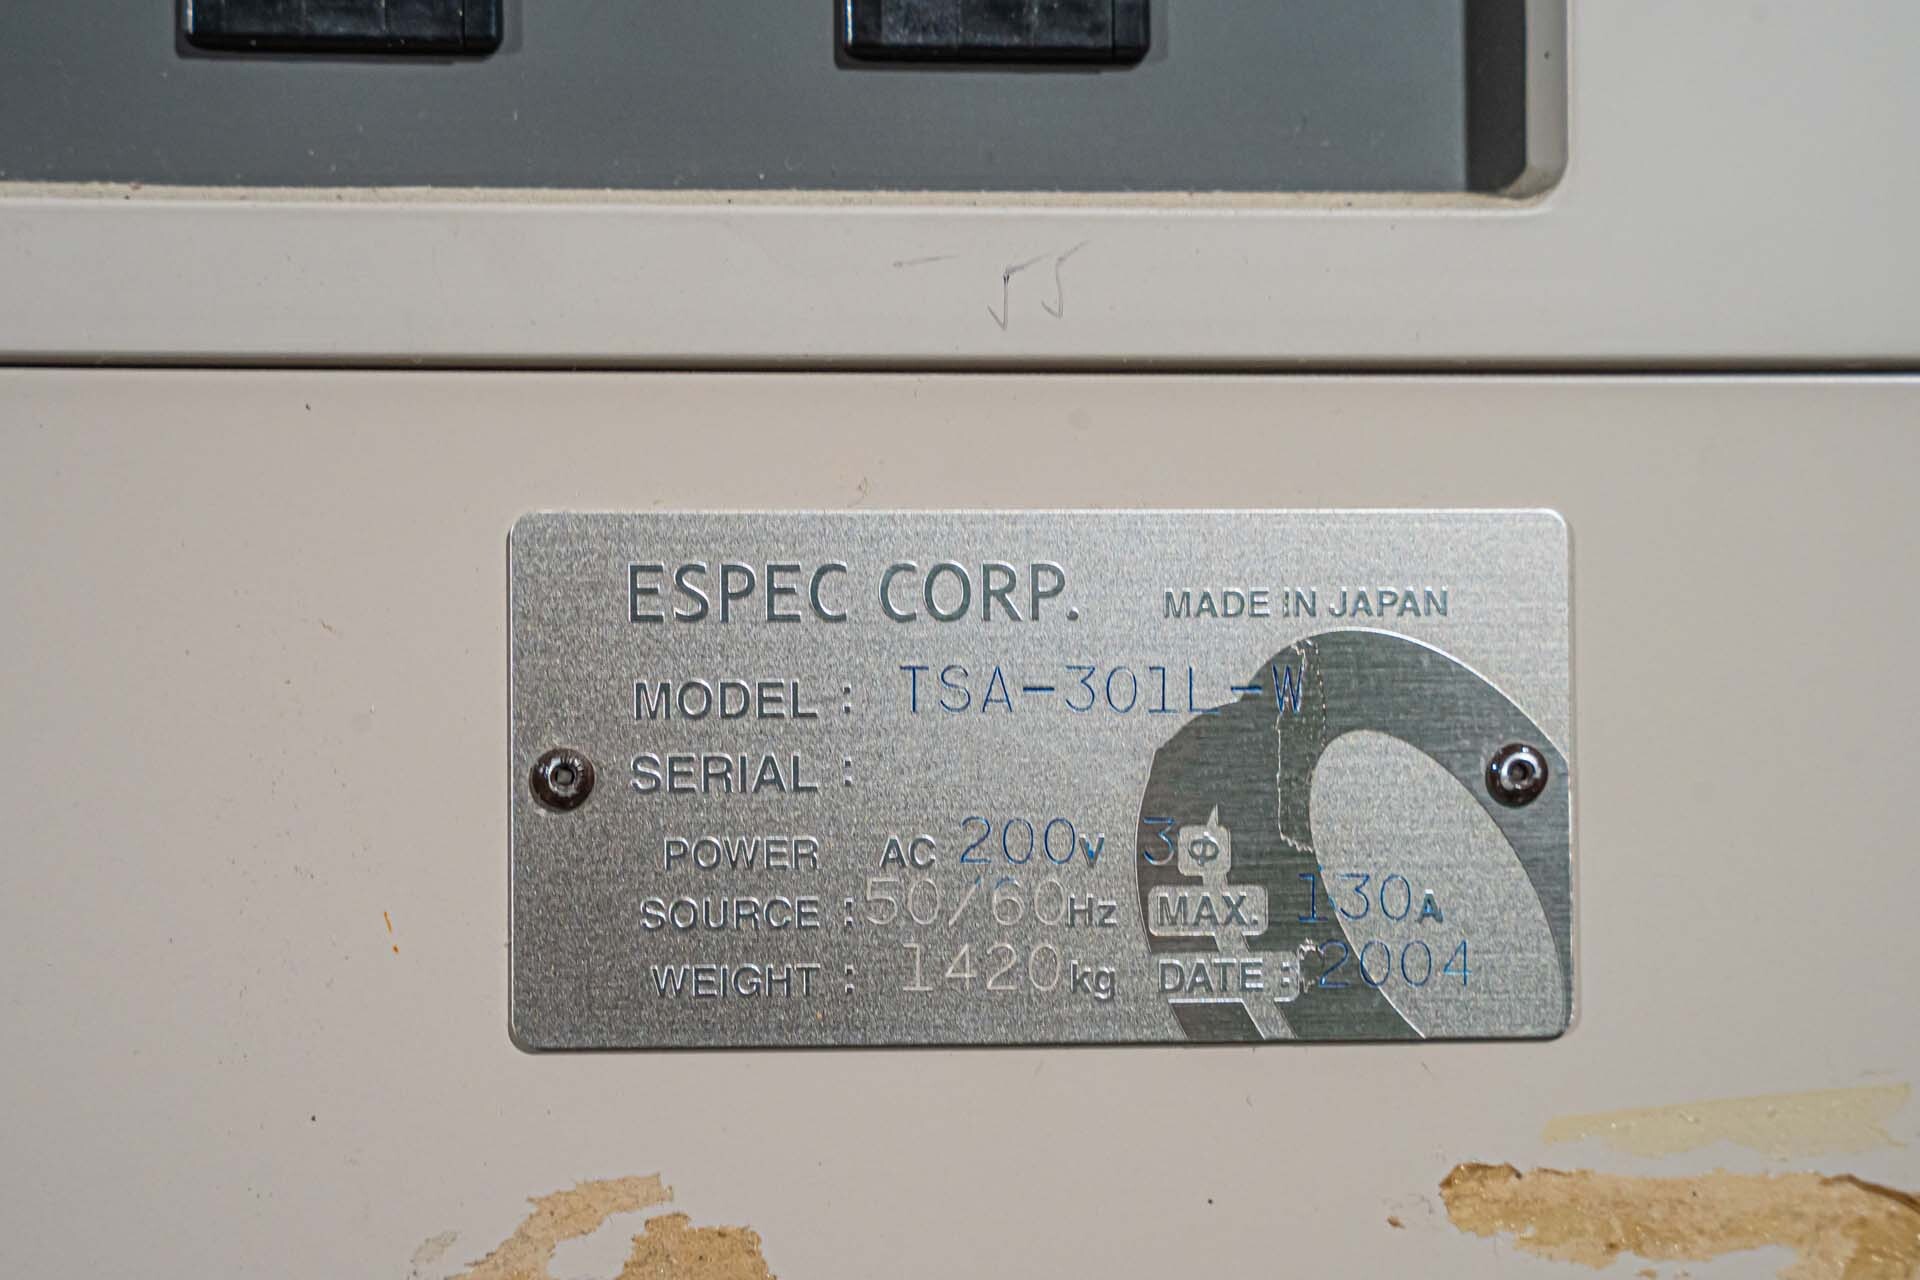 ESPEC CORP. MADE IN JAPAN
MODEL : TSA-301L-W
SERIAL :
POWER SOURCE : AC 200V 3Φ
50/60Hz MAX. 130A
WEIGHT : 1420kg DATE : 2004